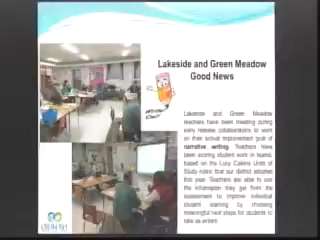 Lakeside and Green Meadow
Good News
Lakeside and Green Meadow
teachers have been meeting during
early release collaborations to work
on their school improvement goal of
narrative writing. Teachers have
been scoring student work in teams,
based on the Lucy Calkins Units of
Study rubric that our district adopted
this year. Teachers are able to use
the information they get from the
assessment to improve individual
student learning by choosing
meaningful next steps for students
to take as writers.